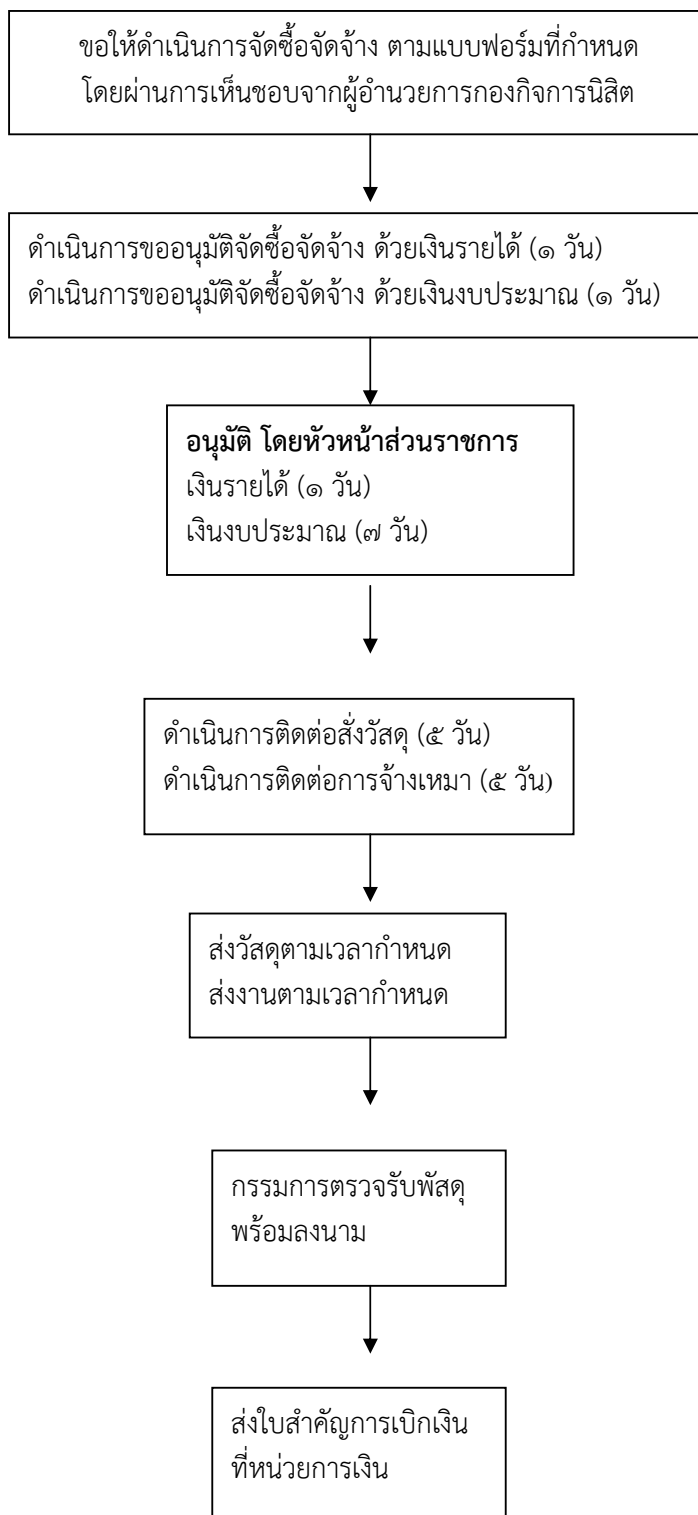 ขอให้ดำเนินการจัดซื้อจัดจ้าง ตามแบบฟอร์มที่กำหนด
โดยผ่านการเห็นชอบจากผู้อำนวยการกองกิจการนิสิต
ดำเนินการขออนุมัติจัดซื้อจัดจ้าง ด้วยเงินรายได้ (๑ วัน)
ดำเนินการขออนุมัติจัดซื้อจัดจ้าง ด้วยเงินงบประมาณ (๑ วัน)
อนุมัติ โดยหัวหน้าส่วนราชการ
เงินรายได้ (๑ วัน)
เงินงบประมาณ (๗ วัน)
ดำเนินการติดต่อสั่งวัสดุ (๕ วัน)
ดำเนินการติดต่อการจ้างเหมา (๕ วัน)
ส่งวัสดุตามเวลากำหนด
ส่งงานตามเวลากำหนด
กรรมการตรวจรับพัสดุ
พร้อมลงนาม
ส่งใบสำคัญการเบิกเงิน
ที่หน่วยการเงิน